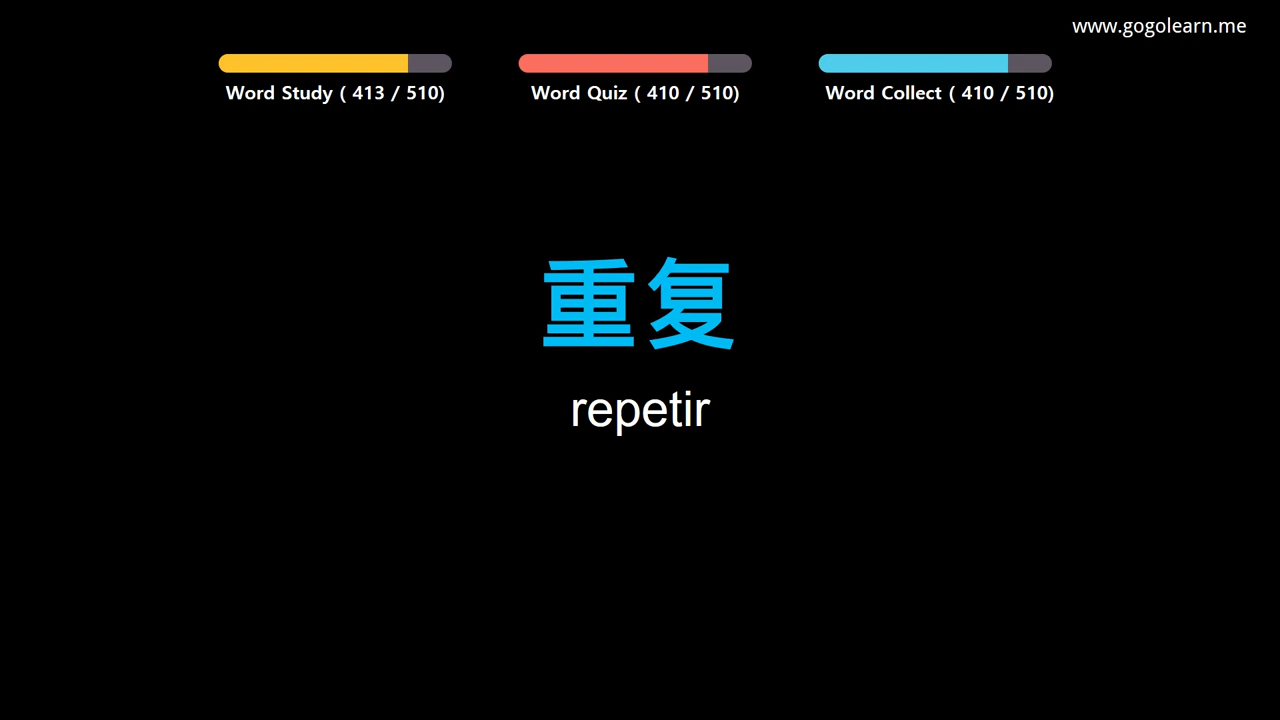 www.gogolearn.me
Word Study ( 413 / 510)
Word Quiz ( 410 / 510)
Word Collect ( 410 / 510)
重复
repetir